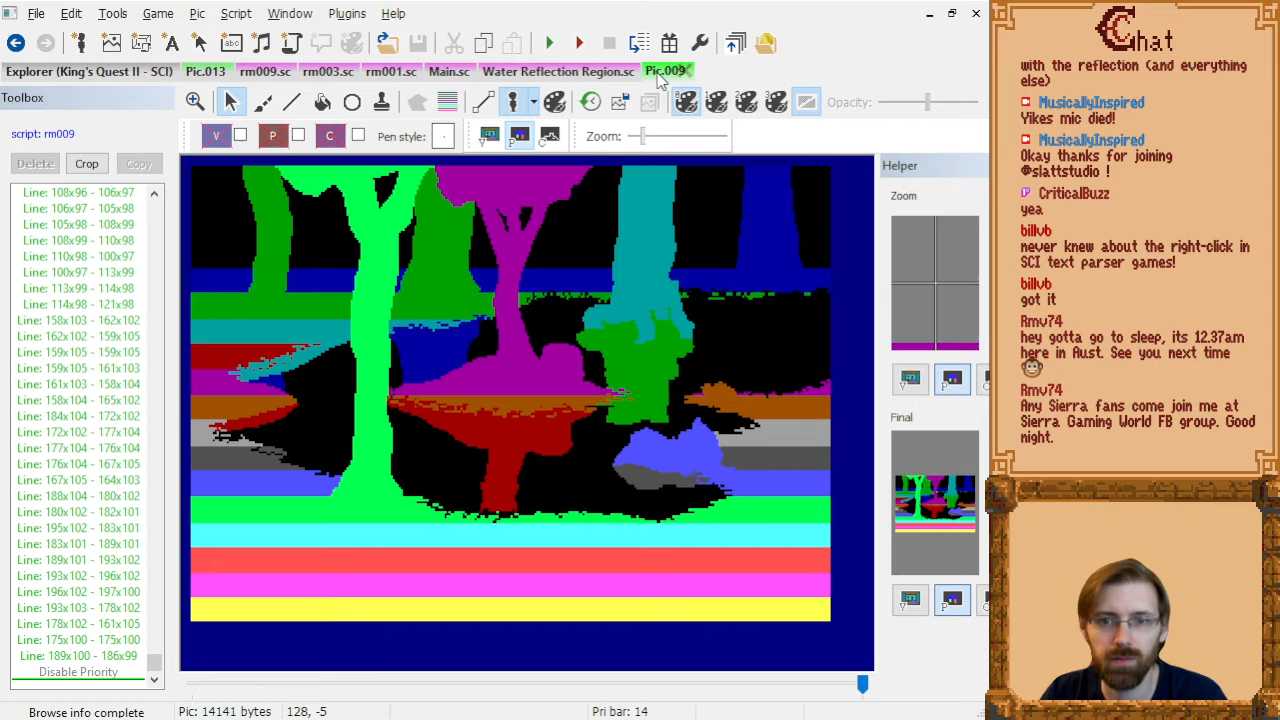 File Edit Tools Game Pic Script Window Plugins Help
Explorer (King's Quest II - SCI) Pic.013 rm009.sc rm003.sc rm001.sc Main.sc Water Reflection Region.sc Pic.009
Toolbox
Opacity:
script: rm009
V P C Pen style: Zoom:
Delete Crop Copy
Line: 108x96 - 106x97
Line: 106x97 - 105x98
Line: 105x98 - 108x99
Line: 108x99 - 110x98
Line: 110x98 - 100x97
Line: 100x97 - 113x99
Line: 113x99 - 114x98
Line: 114x98 - 121x98
Line: 158x103 - 162x102
Line: 162x102 - 159x105
Line: 159x105 - 161x103
Line: 161x103 - 158x104
Line: 158x104 - 165x102
Line: 184x104 - 172x102
Line: 172x102 - 177x104
Line: 177x104 - 176x104
Line: 176x104 - 167x105
Line: 167x105 - 164x103
Line: 188x104 - 180x102
Line: 180x102 - 182x101
Line: 195x102 - 183x101
Line: 183x101 - 189x101
Line: 189x101 - 193x102
Line: 193x102 - 196x102
Line: 196x102 - 197x100
Line: 193x103 - 178x102
Line: 178x102 - 161x105
Line: 175x100 - 175x100
Line: 189x100 - 186x99
Disable Priority
Helper
Zoom
Final
Browse info complete Pic: 14141 bytes 128, -5 Pri bar: 14
Chat
with the reflection (and everything
else)
MusicallyInspired
Yikes mic died!
MusicallyInspired
Okay thanks for joining
@slattstudio !
CriticalBuzz
yea
billvb
never knew about the right-click in
SCI text parser games!
billvb
got it
Rmv74
hey gotta go to sleep, its 12.37am
here in Aust. See you next time
Rmv74
Any Sierra fans come join me at
Sierra Gaming World FB group. Good
night.